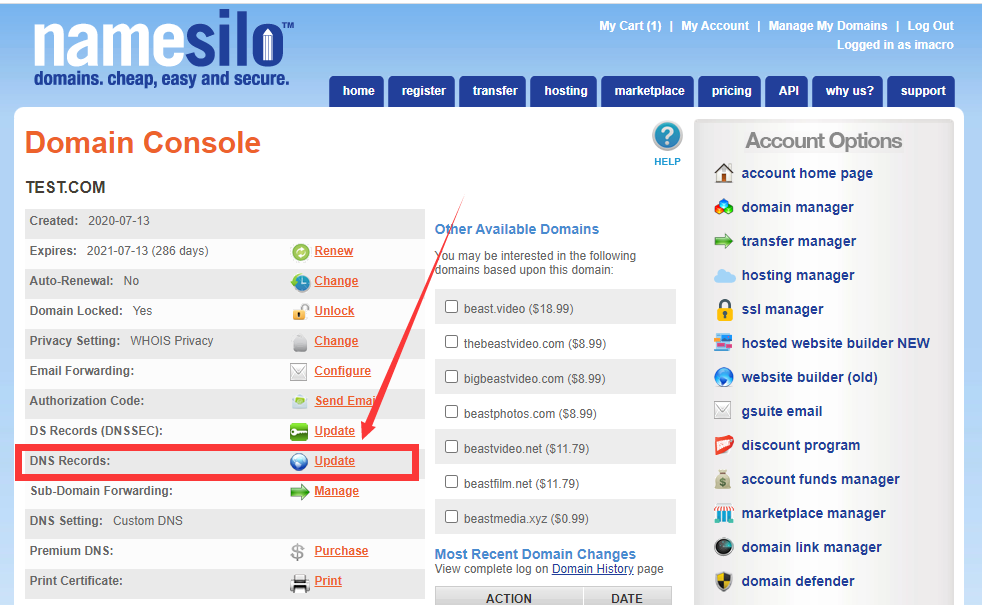 namesilo™
domains. cheap, easy and secure.
My Cart (1) | My Account | Manage My Domains | Log Out
Logged in as imacro
home register transfer hosting marketplace pricing API why us? support
Domain Console
?
HELP
TEST.COM
Created: 2020-07-13
Expires: 2021-07-13 (286 days) Renew
Auto-Renewal: No Change
Domain Locked: Yes Unlock
Privacy Setting: WHOIS Privacy Change
Email Forwarding: Configure
Authorization Code: Send Email
DS Records (DNSSEC): Update
DNS Records: Update
Sub-Domain Forwarding: Manage
DNS Setting: Custom DNS
Premium DNS: $ Purchase
Print Certificate: Print
Other Available Domains
You may be interested in the following
domains based upon this domain:
beast.video ($18.99)
thebeastvideo.com ($8.99)
bigbeastvideo.com ($8.99)
beastphotos.com ($8.99)
beastvideo.net ($11.79)
beastfilm.net ($11.79)
beastmedia.xyz ($0.99)
Most Recent Domain Changes
View complete log on Domain History page
ACTION DATE
Account Options
account home page
domain manager
transfer manager
hosting manager
ssl manager
hosted website builder NEW
website builder (old)
gsuite email
discount program
account funds manager
marketplace manager
domain link manager
domain defender